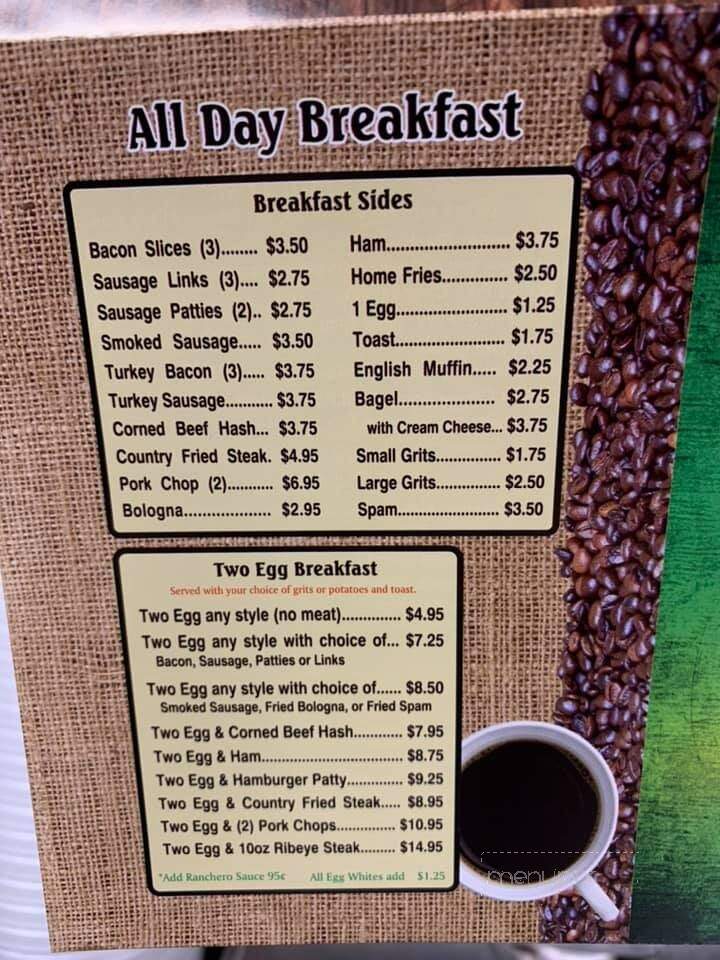 All Day Breakfast
Breakfast Sides
Bacon Slices (3)........ $3.50
Sausage Links (3).... $2.75
Sausage Patties (2).. $2.75
Smoked Sausage..... $3.50
Turkey Bacon (3)..... $3.75
Turkey Sausage........... $3.75
Corned Beef Hash... $3.75
Country Fried Steak. $4.95
Pork Chop (2)........... $6.95
Bologna................... $2.95
Ham........................... $3.75
Home Fries.............. $2.50
1 Egg........................ $1.25
Toast........................ $1.75
English Muffin..... $2.25
Bagel..................... $2.75
with Cream Cheese... $3.75
Small Grits.............. $1.75
Large Grits.............. $2.50
Spam...................... $3.50
Two Egg Breakfast
Served with your choice of grits or potatoes and toast.
Two Egg any style (no meat).............. $4.95
Two Egg any style with choice of... $7.25
Bacon, Sausage, Patties or Links
Two Egg any style with choice of...... $8.50
Smoked Sausage, Fried Bologna, or Fried Spam
Two Egg & Corned Beef Hash............ $7.95
Two Egg & Ham.................................. $8.75
Two Egg & Hamburger Patty.............. $9.25
Two Egg & Country Fried Steak..... $8.95
Two Egg & (2) Pork Chops.............. $10.95
Two Egg & 10oz Ribeye Steak......... $14.95
*Add Ranchero Sauce 95¢ All Egg Whites add $1.25